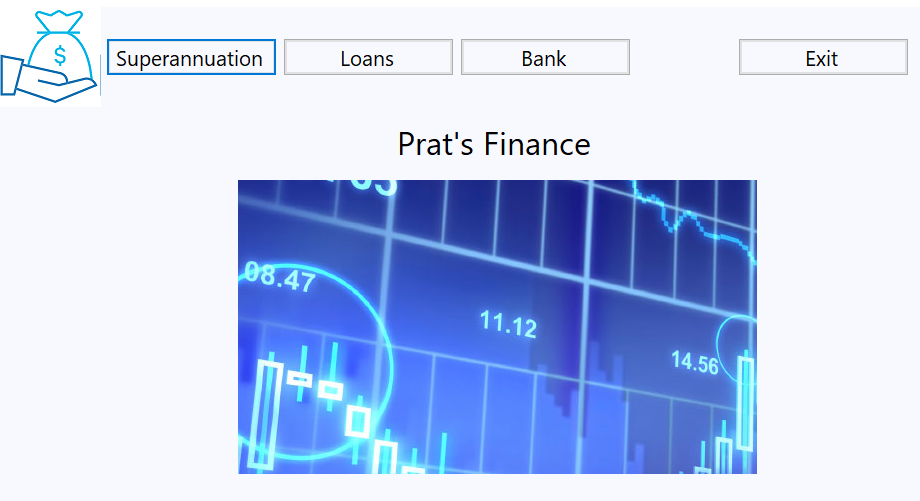 $
Superannuation
Loans
Bank
Exit
Prat's Finance
08.47
11.12
14.56